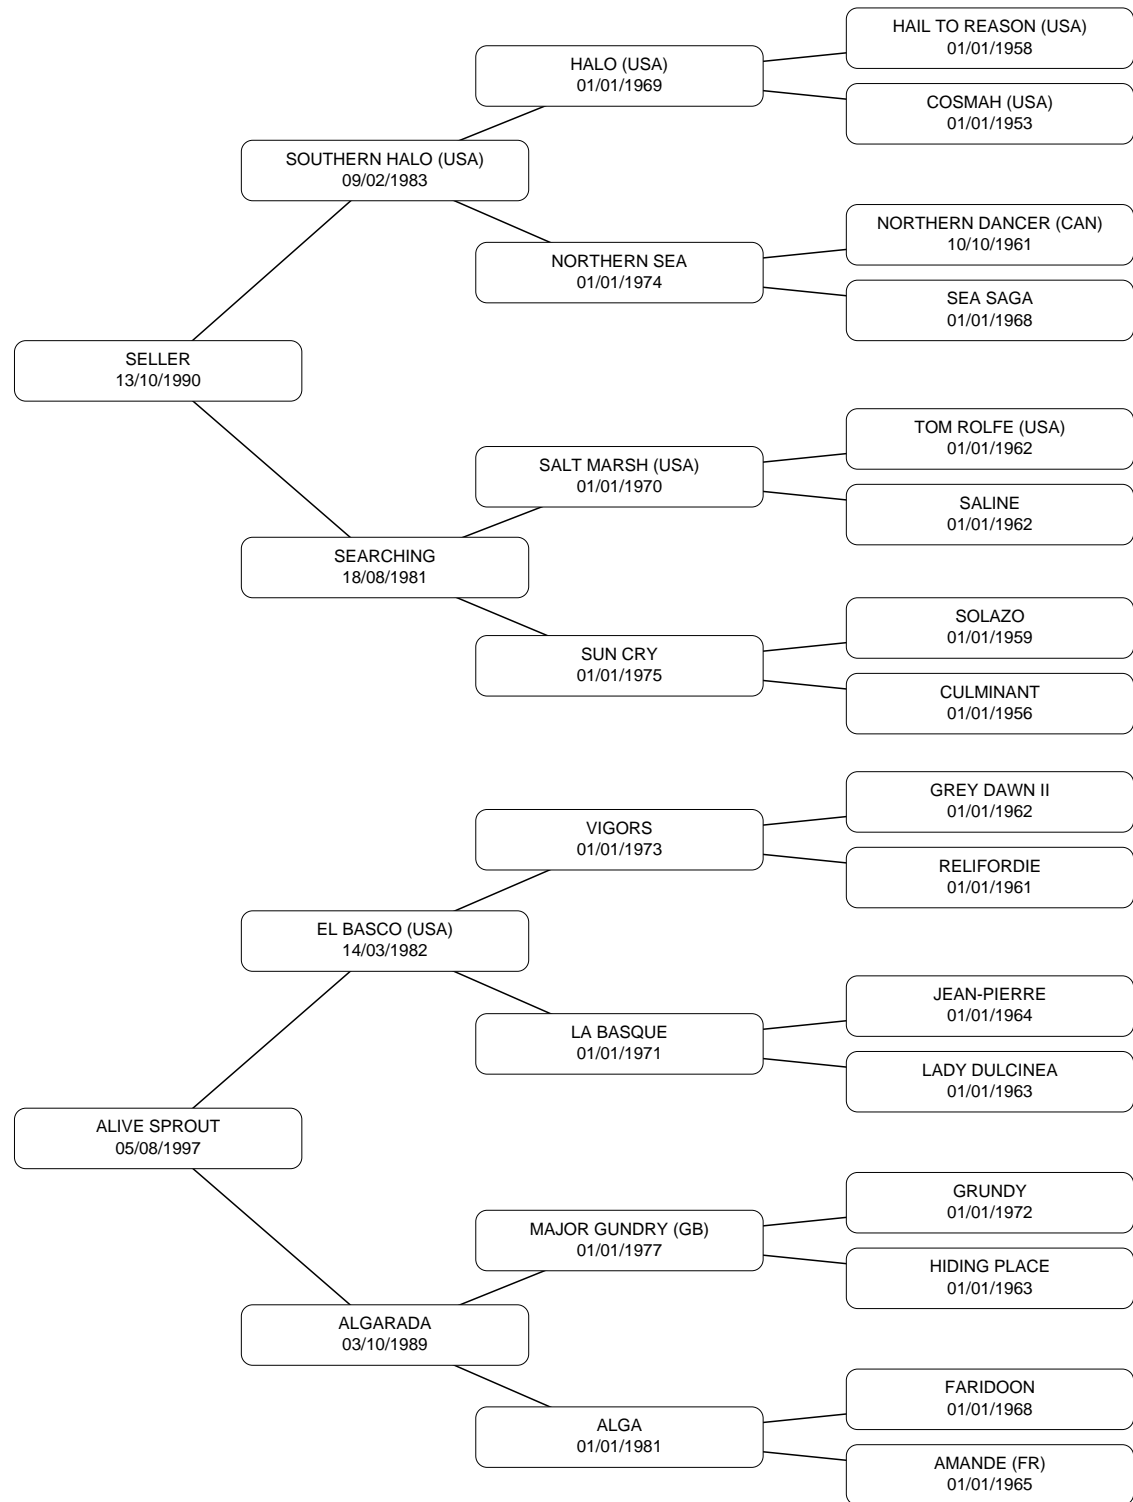 HAIL TO REASON (USA)
01/01/1958
HALO (USA)
01/01/1969
COSMAH (USA)
01/01/1953
SOUTHERN HALO (USA)
09/02/1983
NORTHERN DANCER (CAN)
10/10/1961
NORTHERN SEA
01/01/1974
SEA SAGA
01/01/1968
SELLER
13/10/1990
TOM ROLFE (USA)
01/01/1962
SALT MARSH (USA)
01/01/1970
SALINE
01/01/1962
SEARCHING
18/08/1981
SOLAZO
01/01/1959
SUN CRY
01/01/1975
CULMINANT
01/01/1956
GREY DAWN II
01/01/1962
VIGORS
01/01/1973
RELIFORDIE
01/01/1961
EL BASCO (USA)
14/03/1982
JEAN-PIERRE
01/01/1964
LA BASQUE
01/01/1971
LADY DULCINEA
01/01/1963
ALIVE SPROUT
05/08/1997
GRUNDY
01/01/1972
MAJOR GUNDRY (GB)
01/01/1977
HIDING PLACE
01/01/1963
ALGARADA
03/10/1989
FARIDOON
01/01/1968
ALGA
01/01/1981
AMANDE (FR)
01/01/1965